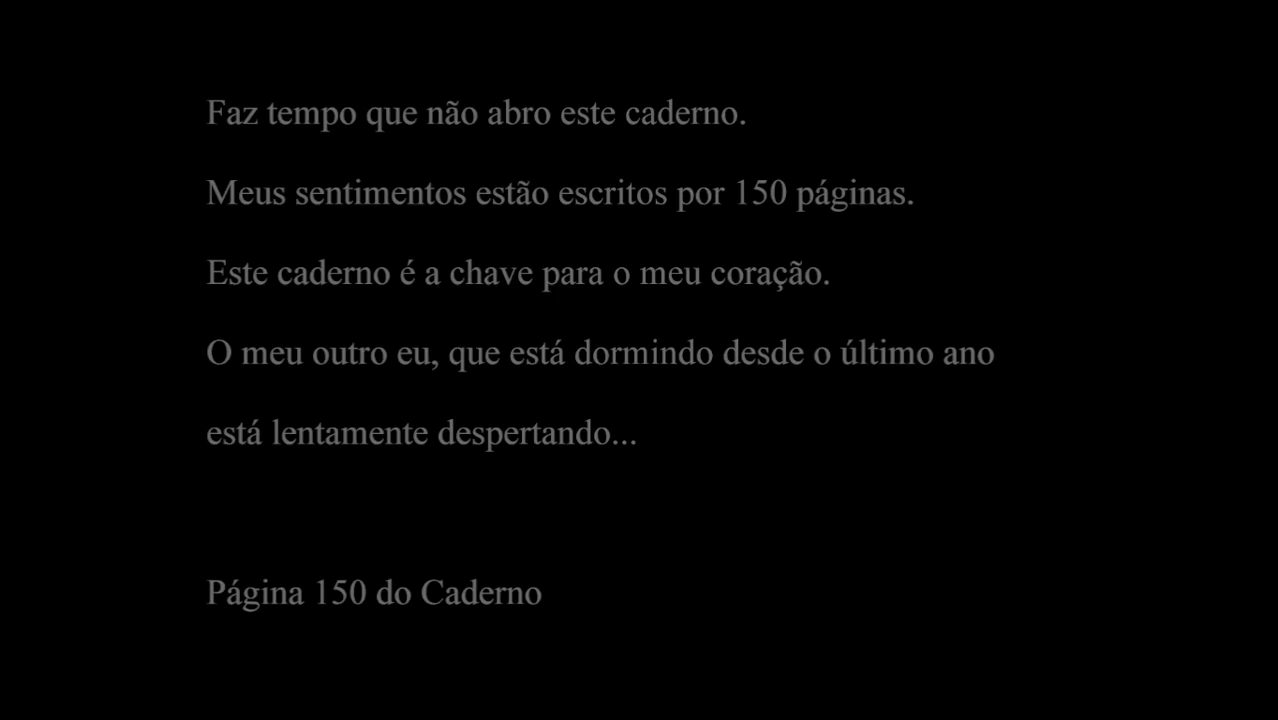 Faz tempo que não abro este caderno.
Meus sentimentos estão escritos por 150 páginas.
Este caderno é a chave para o meu coração.
O meu outro eu, que está dormindo desde o último ano
está lentamente despertando...
Página 150 do Caderno